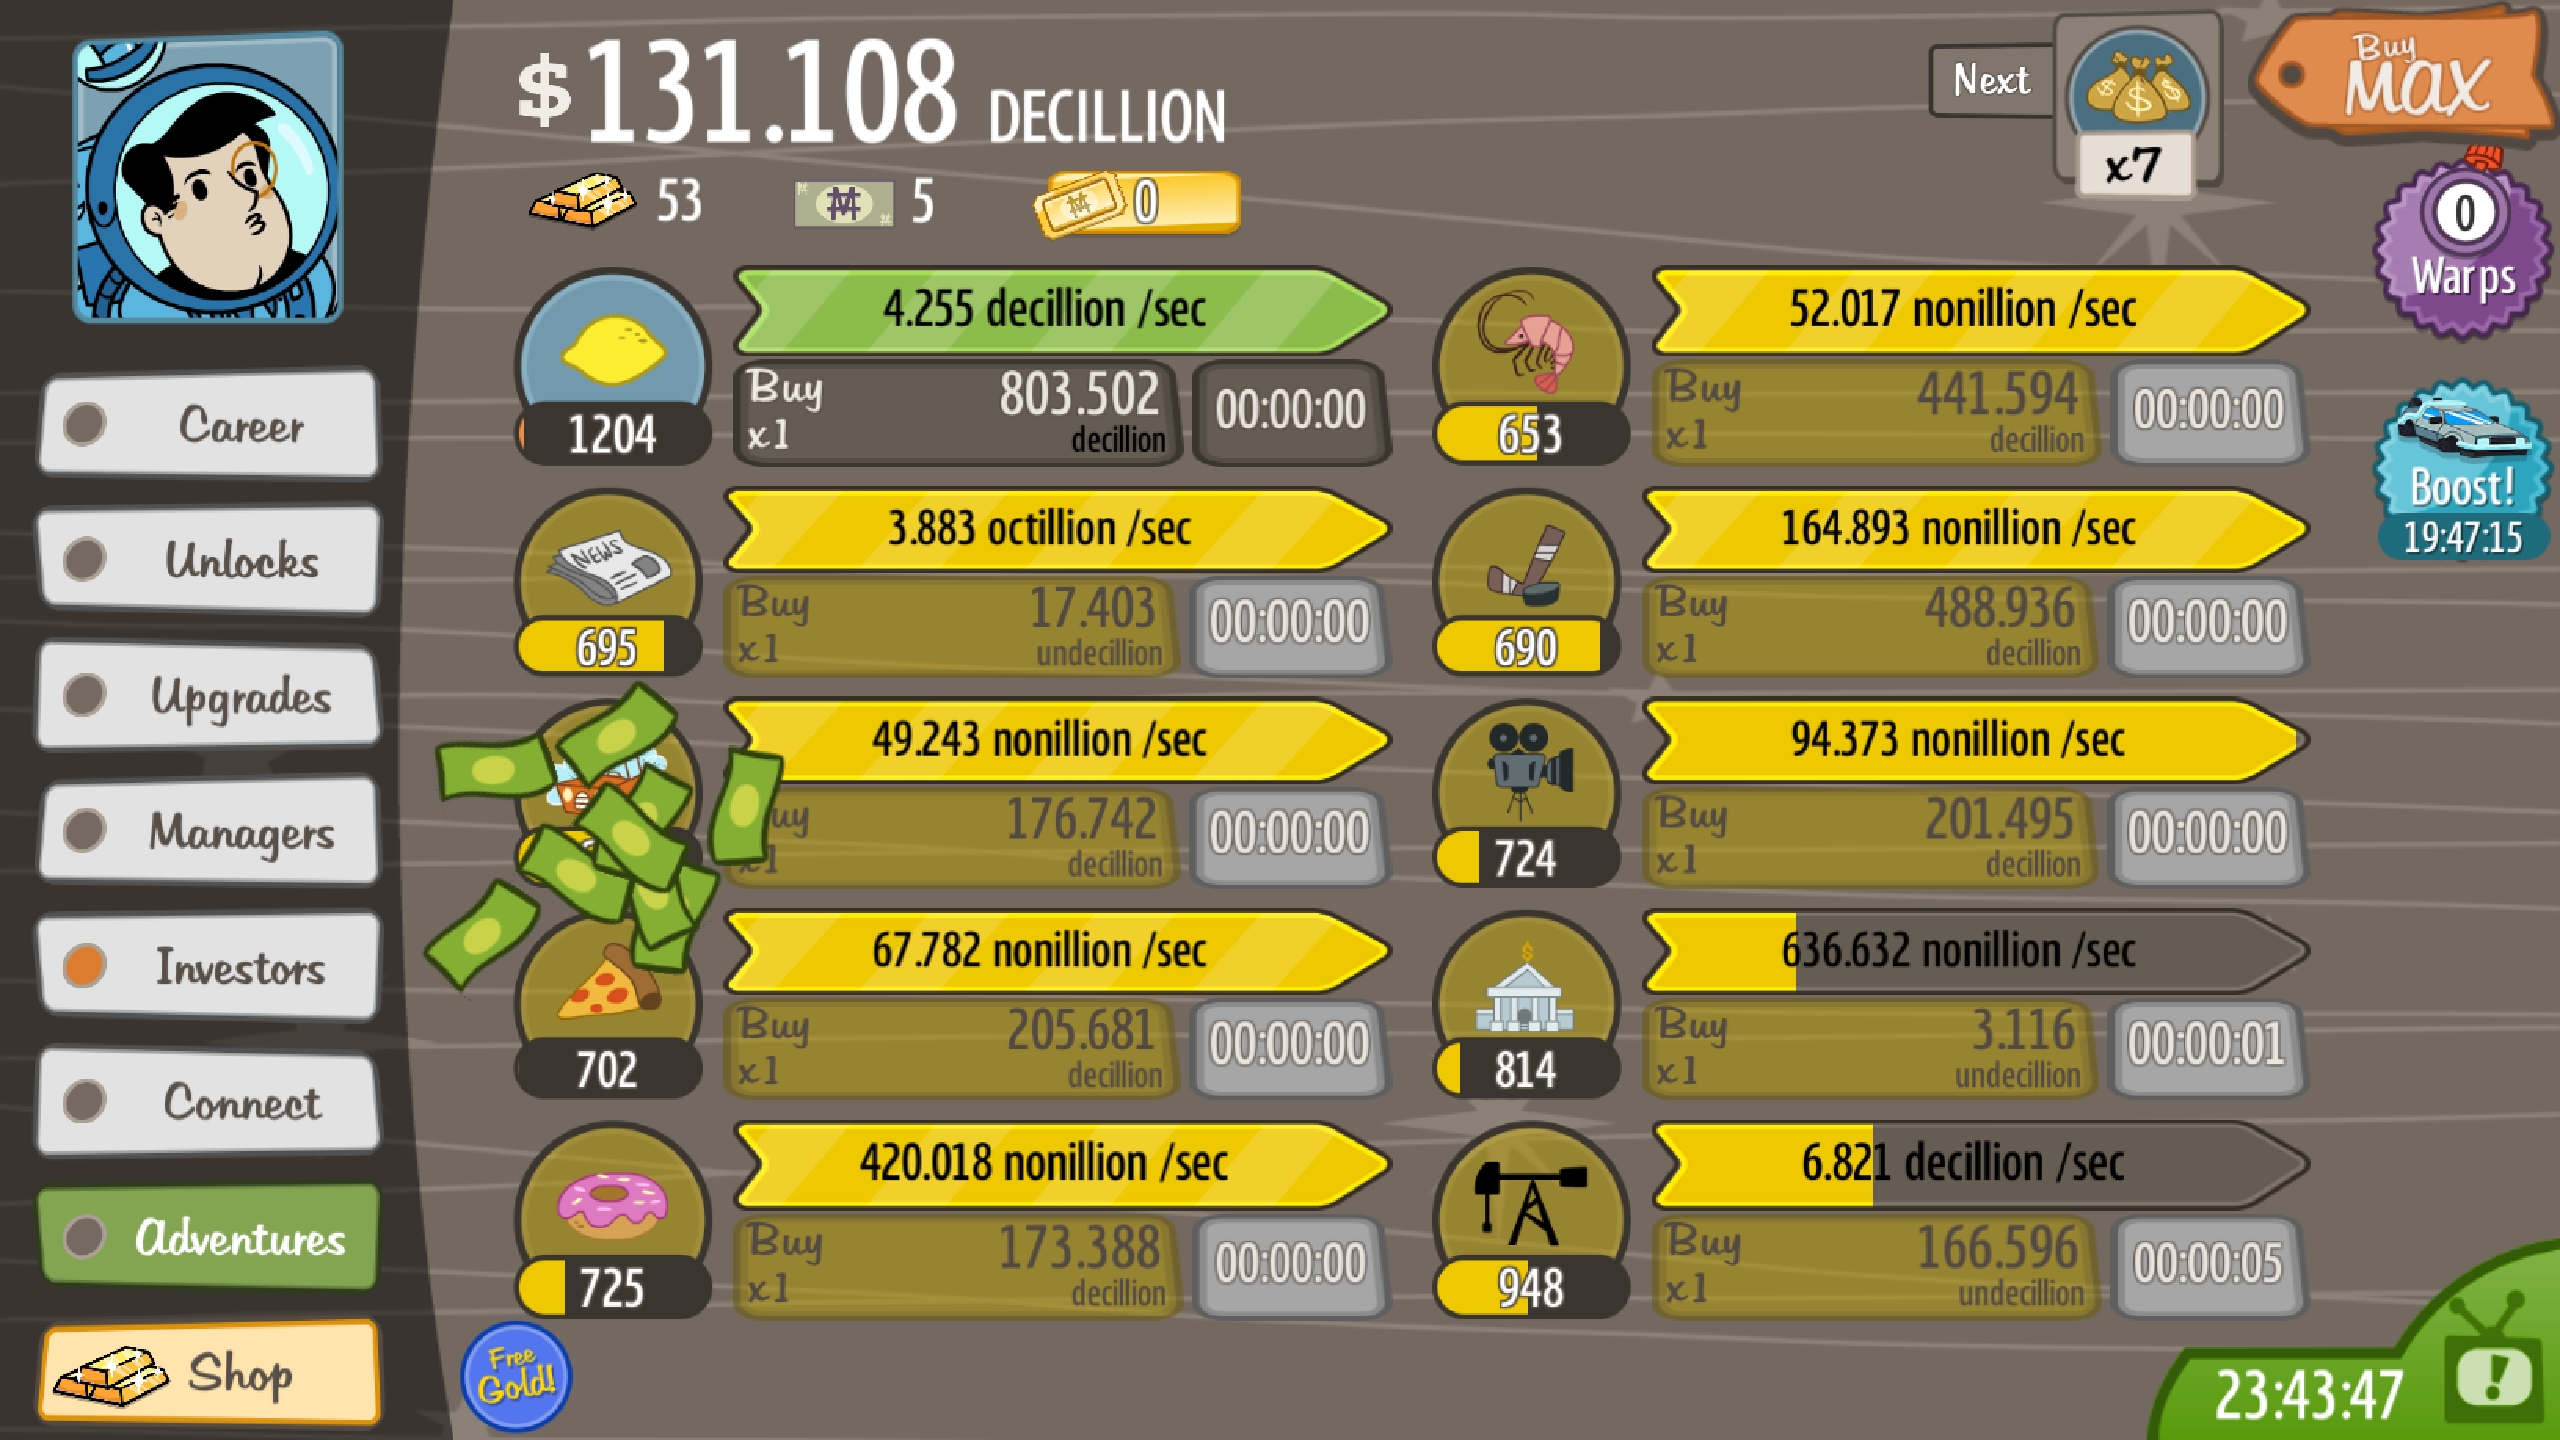 $131.108 DECILLION
Next
x7
Buy
MAX
53
5
0
0
Warps
Boost!
19:47:15
Career
Unlocks
Upgrades
Managers
Investors
Connect
Adventures
Shop
4.255 decillion /sec
1204
Buy
x1
803.502
decillion
00:00:00
52.017 nonillion /sec
653
Buy
x1
441.594
decillion
00:00:00
NEWS
3.883 octillion /sec
695
Buy
x1
17.403
undecillion
00:00:00
164.893 nonillion /sec
690
Buy
x1
488.936
decillion
00:00:00
49.243 nonillion /sec
176.742
decillion
00:00:00
94.373 nonillion /sec
724
Buy
x1
201.495
decillion
00:00:00
67.782 nonillion /sec
702
Buy
x1
205.681
decillion
00:00:00
636.632 nonillion /sec
814
Buy
x1
3.116
undecillion
00:00:01
420.018 nonillion /sec
725
Buy
x1
173.388
decillion
00:00:00
6.821 decillion /sec
948
Buy
x1
166.596
undecillion
00:00:05
Free
Gold!
23:43:47